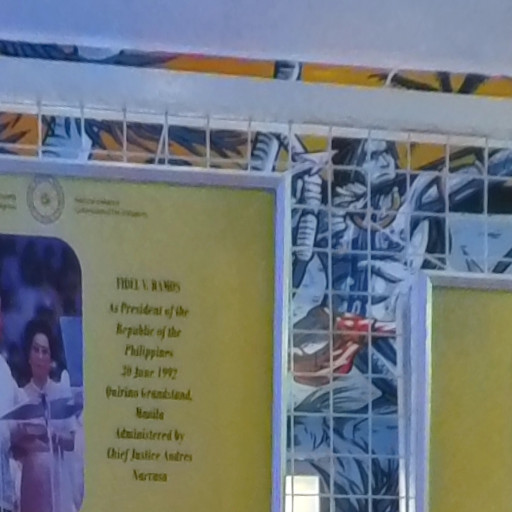 FIDEL V. RAMOS
As President of the
Republic of the
Philippines
30 June 1992
Quirino Grandstand,
Manila
Administered by
Chief Justice Andres
Narvasa